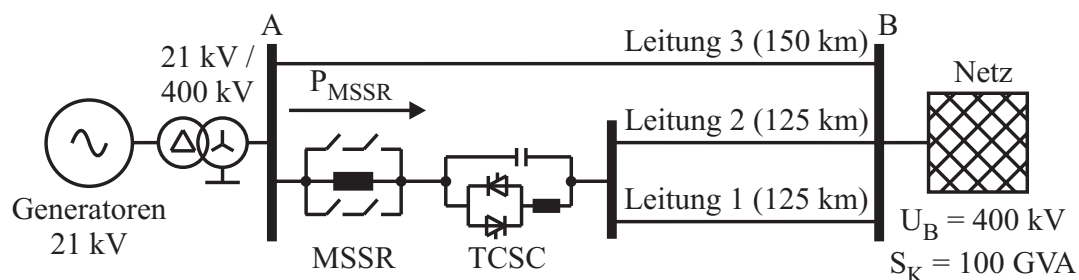 A
B
21 kV /
400 kV
P_MSSR
Leitung 3 (150 km)
Netz
Leitung 2 (125 km)
Leitung 1 (125 km)
Generatoren
21 kV
MSSR
TCSC
U_B = 400 kV
S_K = 100 GVA